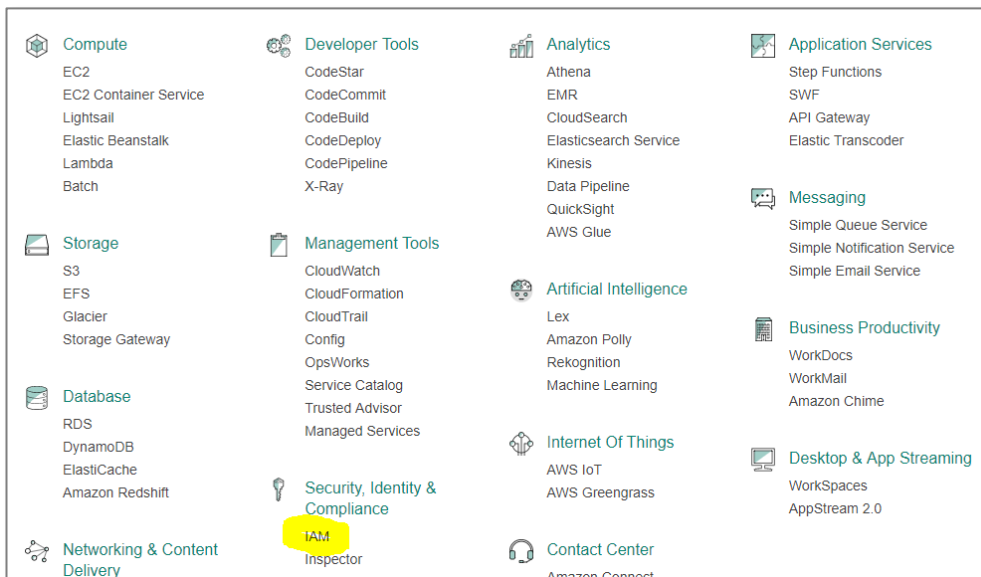 Compute
EC2
EC2 Container Service
Lightsail
Elastic Beanstalk
Lambda
Batch
Storage
S3
EFS
Glacier
Storage Gateway
Database
RDS
DynamoDB
ElastiCache
Amazon Redshift
Networking & Content
Delivery
Developer Tools
CodeStar
CodeCommit
CodeBuild
CodeDeploy
CodePipeline
X-Ray
Management Tools
CloudWatch
CloudFormation
CloudTrail
Config
OpsWorks
Service Catalog
Trusted Advisor
Managed Services
Security, Identity &
Compliance
IAM
Inspector
Analytics
Athena
EMR
CloudSearch
Elasticsearch Service
Kinesis
Data Pipeline
QuickSight
AWS Glue
Artificial Intelligence
Lex
Amazon Polly
Rekognition
Machine Learning
Internet Of Things
AWS IoT
AWS Greengrass
Contact Center
Amazon Connect
Application Services
Step Functions
SWF
API Gateway
Elastic Transcoder
Messaging
Simple Queue Service
Simple Notification Service
Simple Email Service
Business Productivity
WorkDocs
WorkMail
Amazon Chime
Desktop & App Streaming
WorkSpaces
AppStream 2.0